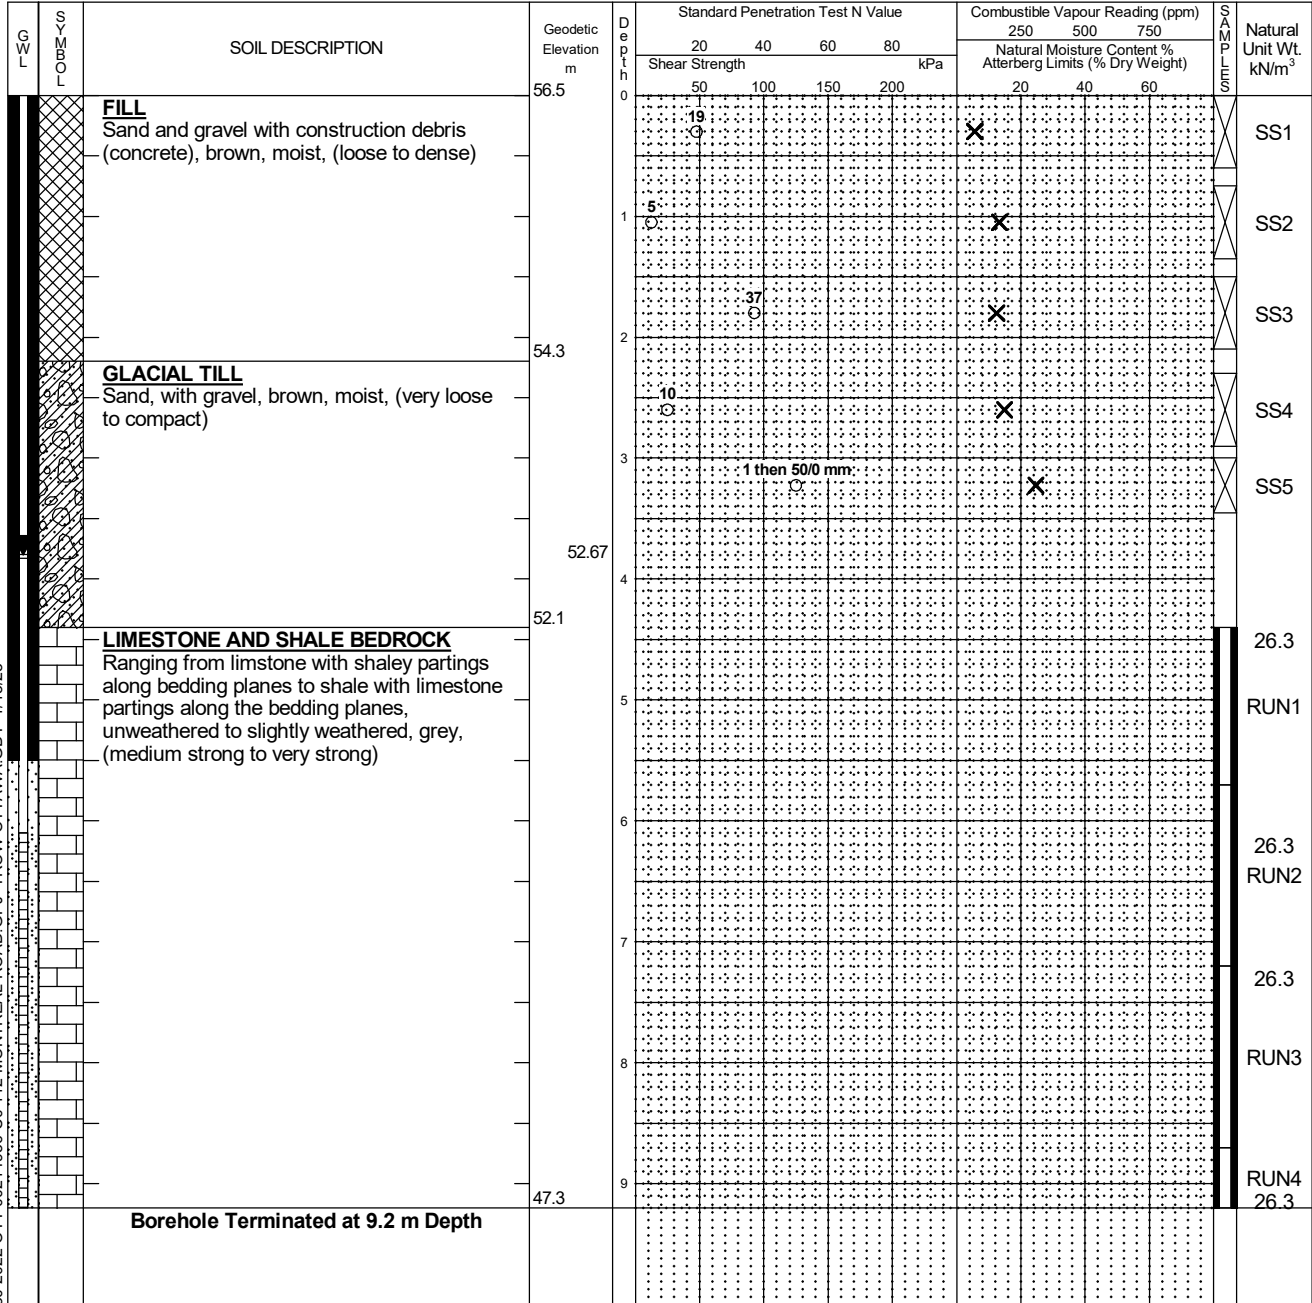 GWL
SYMBOL
SOIL DESCRIPTION
Geodetic
Elevation
m
Depth
Standard Penetration Test N Value
20 40 60 80
Shear Strength kPa
50 100 150 200
Combustible Vapour Reading (ppm)
250 500 750
Natural Moisture Content %
Atterberg Limits (% Dry Weight)
20 40 60
SAMPLES
Natural
Unit Wt.
kN/m³
56.5
0
FILL
Sand and gravel with construction debris
(concrete), brown, moist, (loose to dense)
19
SS1
5
1
SS2
37
SS3
2
54.3
GLACIAL TILL
Sand, with gravel, brown, moist, (very loose
to compact)
10
SS4
3
1 then 50/0 mm
SS5
52.67
4
52.1
LIMESTONE AND SHALE BEDROCK
Ranging from limstone with shaley partings
along bedding planes to shale with limestone
partings along the bedding planes,
unweathered to slightly weathered, grey,
(medium strong to very strong)
26.3
5
RUN1
6
26.3
RUN2
7
26.3
8
RUN3
9
RUN4
47.3
26.3
Borehole Terminated at 9.2 m Depth